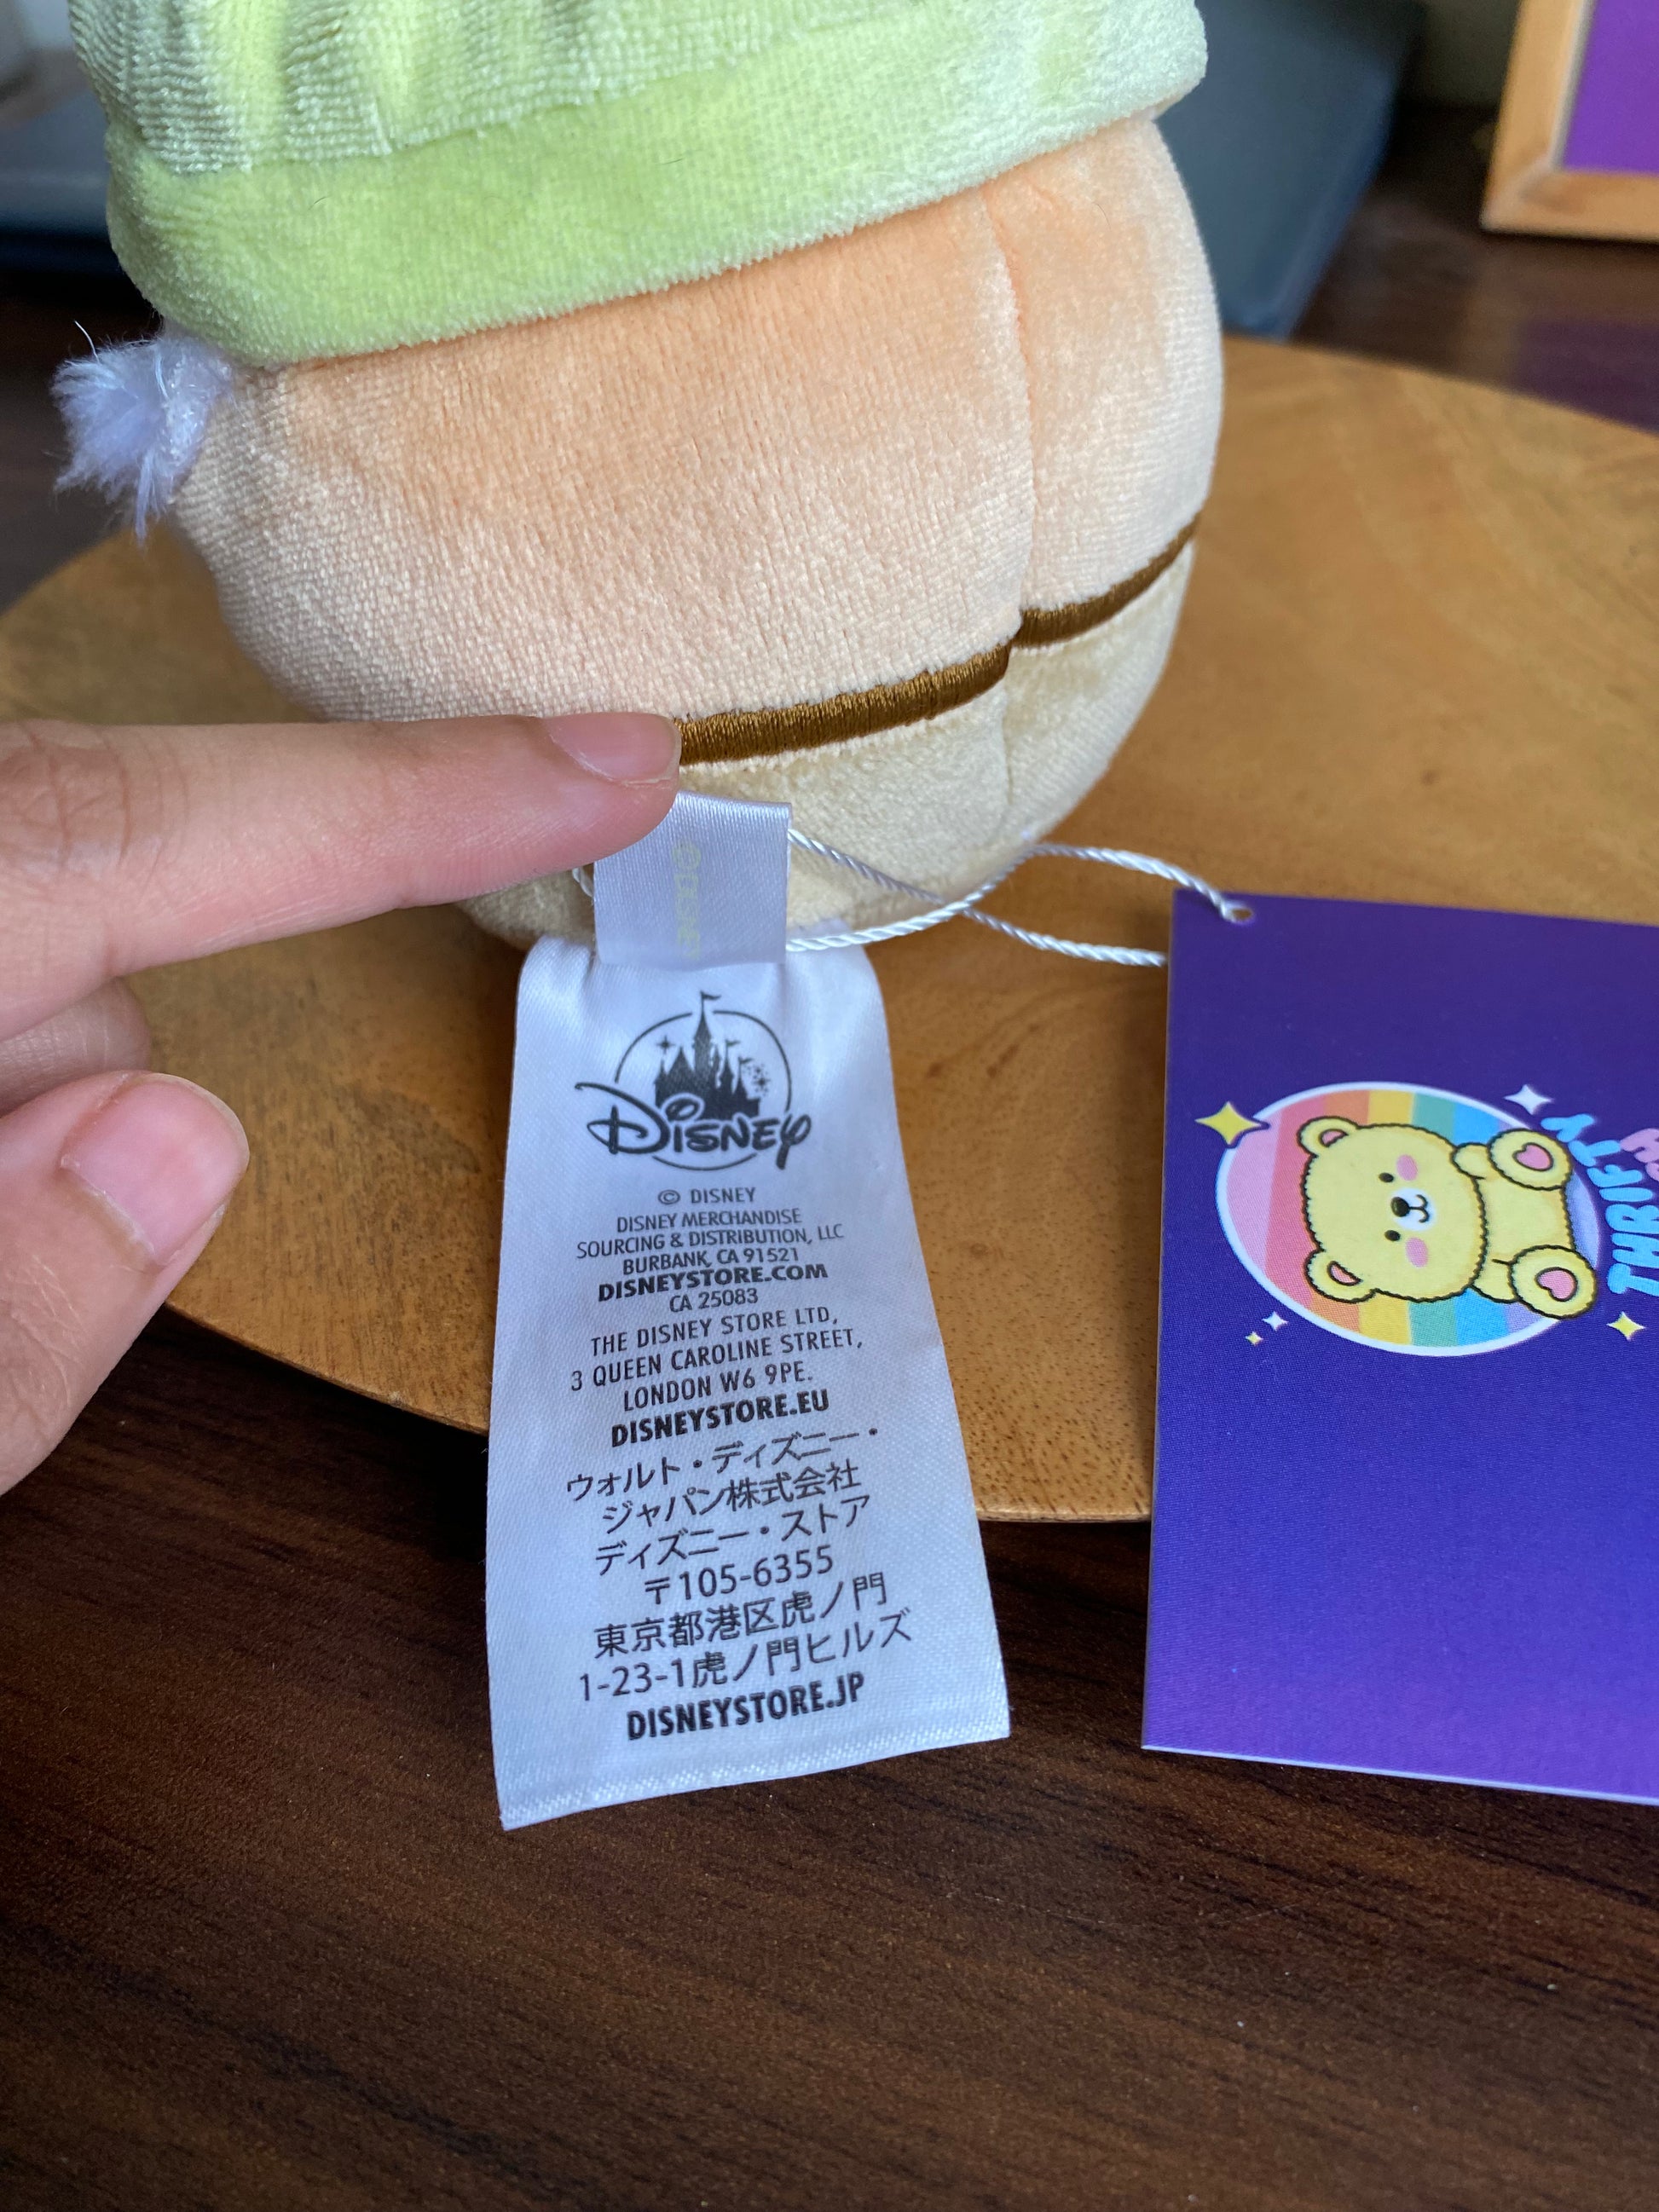 DISNEY
© DISNEY
DISNEY MERCHANDISE
SOURCING & DISTRIBUTION, LLC
BURBANK, CA 91521
DISNEYSTORE.COM
CA 25083
THE DISNEY STORE LTD,
3 QUEEN CAROLINE STREET,
LONDON W6 9PE.
DISNEYSTORE.EU
ウォルト・ディズニー・
ジャパン株式会社
ディズニー・ストア
〒105-6355
東京都港区虎ノ門
1-23-1虎ノ門ヒルズ
DISNEYSTORE.JP
THRIFTY